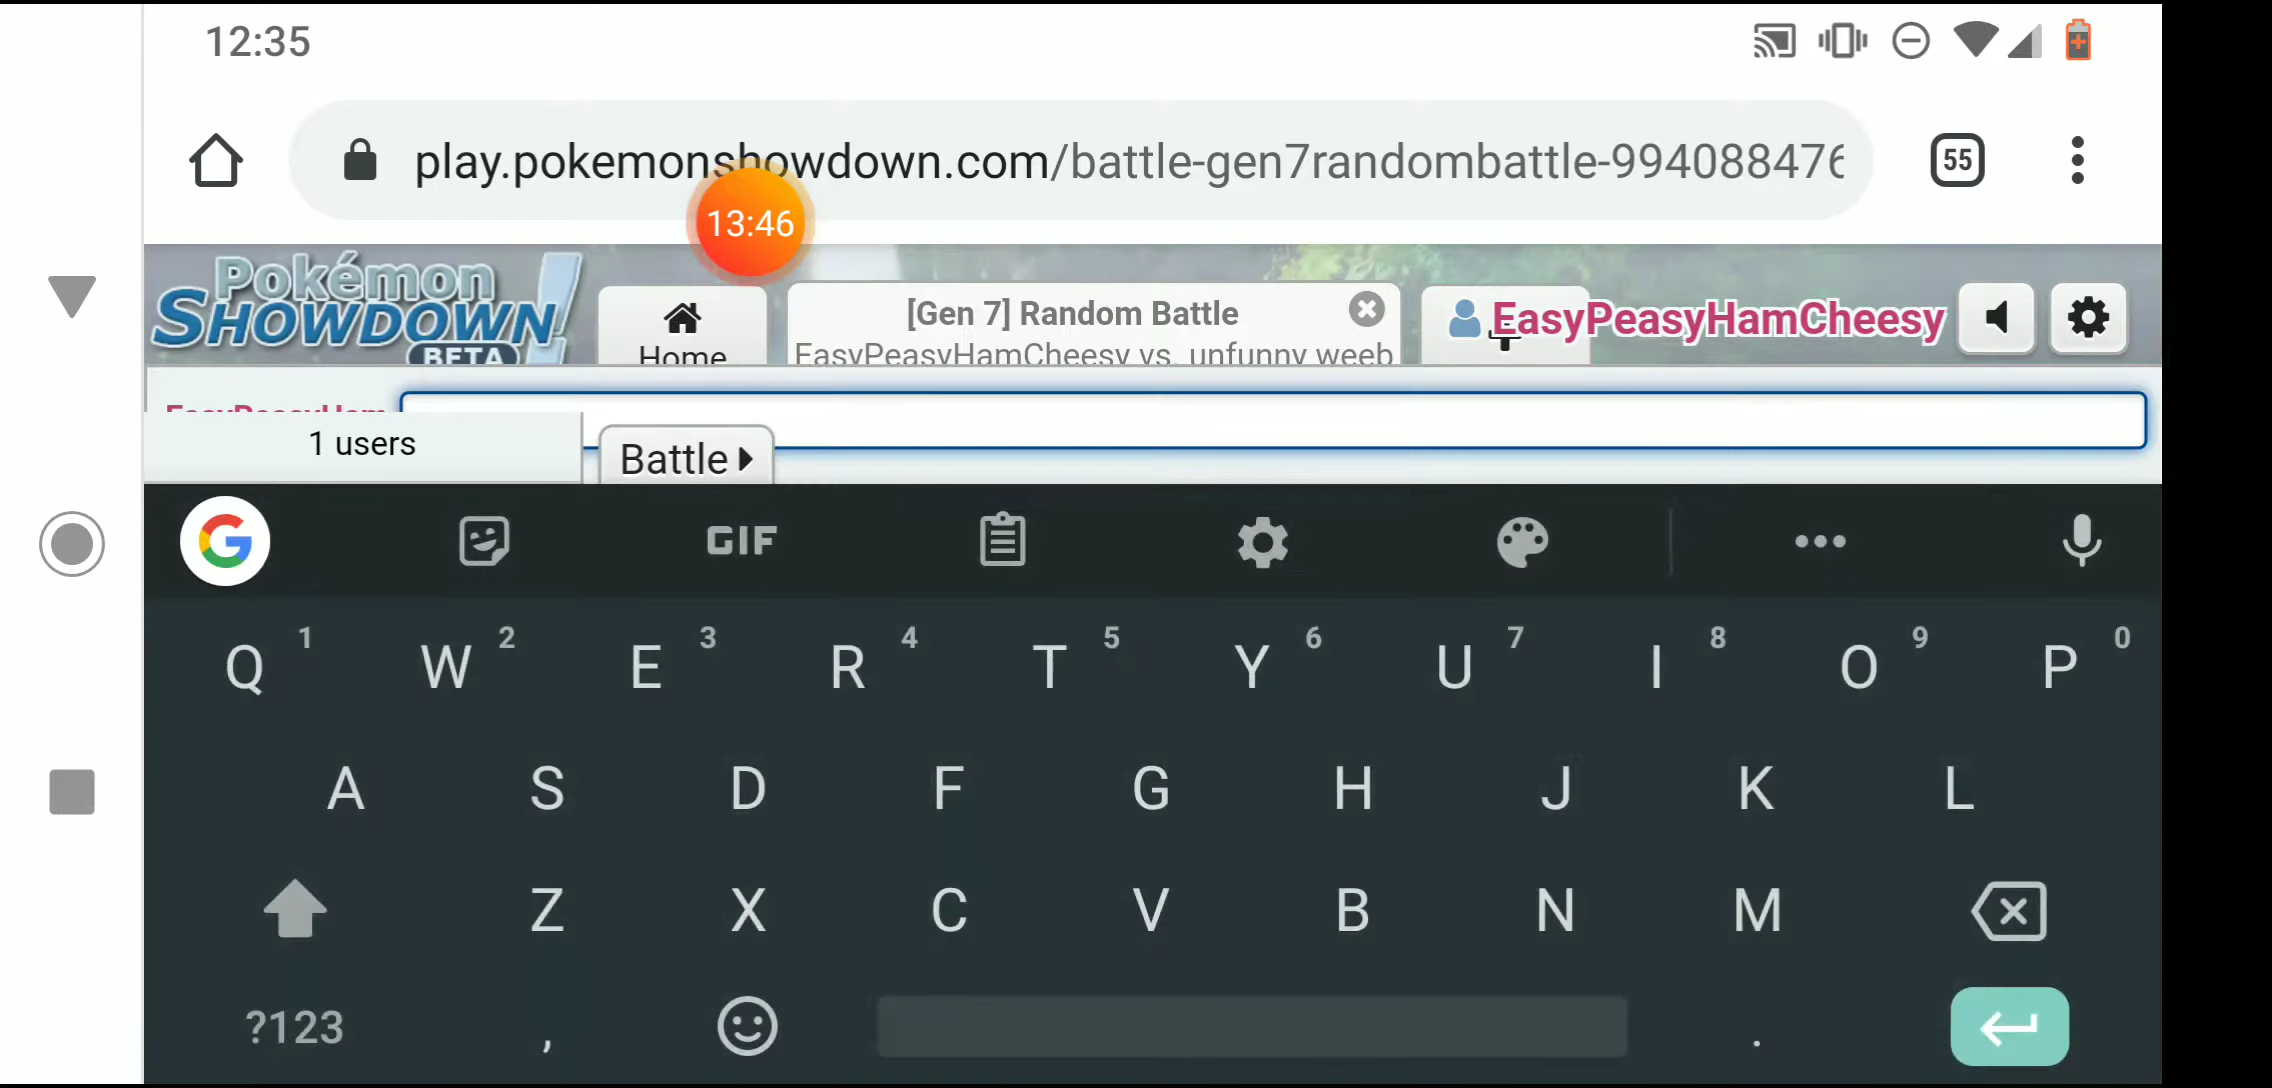 12:35
play.pokemonshowdown.com/battle-gen7randombattle-994088476
55
13:46
Pokémon
SHOWDOWN!
BETA
Home
[Gen 7] Random Battle
EasyPeasyHamCheesy vs. unfunny weeb
EasyPeasyHamCheesy
EasyPeasyHam
1 users
Battle
G
GIF
Q 1 W 2 E 3 R 4 T 5 Y 6 U 7 I 8 O 9 P 0
A S D F G H J K L
Z X C V B N M
?123 , .